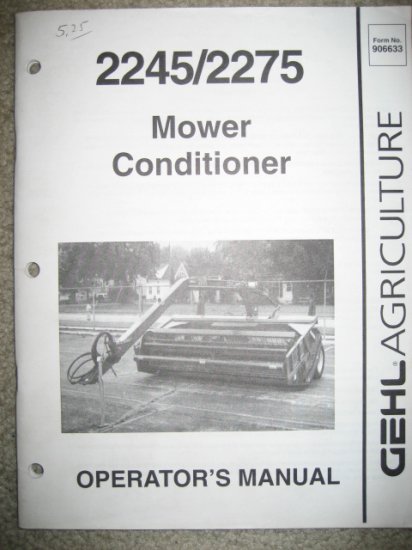 5,25
Form No.
906633
2245/2275
Mower
Conditioner
GEHL AGRICULTURE
OPERATOR'S MANUAL